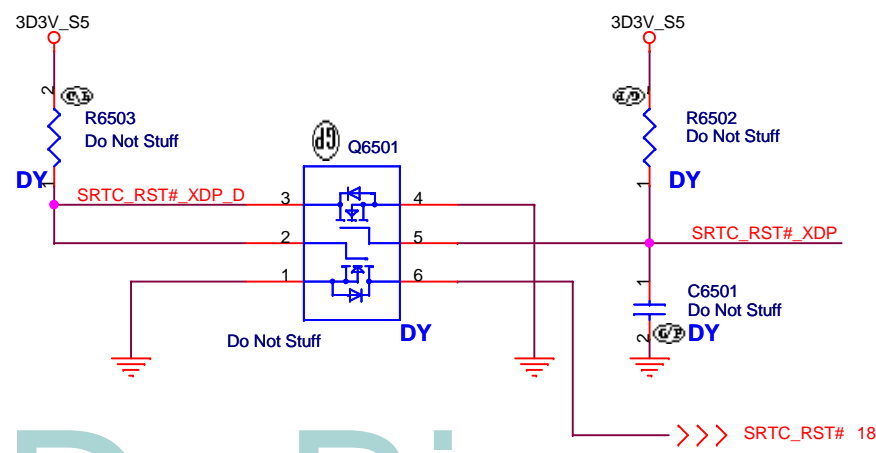 3D3V_S5
3D3V_S5
2
G/P
R6503
Do Not Stuff
DY
1
SRTC_RST#_XDP_D
GP
Q6501
3
4
2
5
1
6
Do Not Stuff
DY
G/P
R6502
Do Not Stuff
1
DY
SRTC_RST#_XDP
1
C6501
Do Not Stuff
2
G/P
DY
SRTC_RST# 18